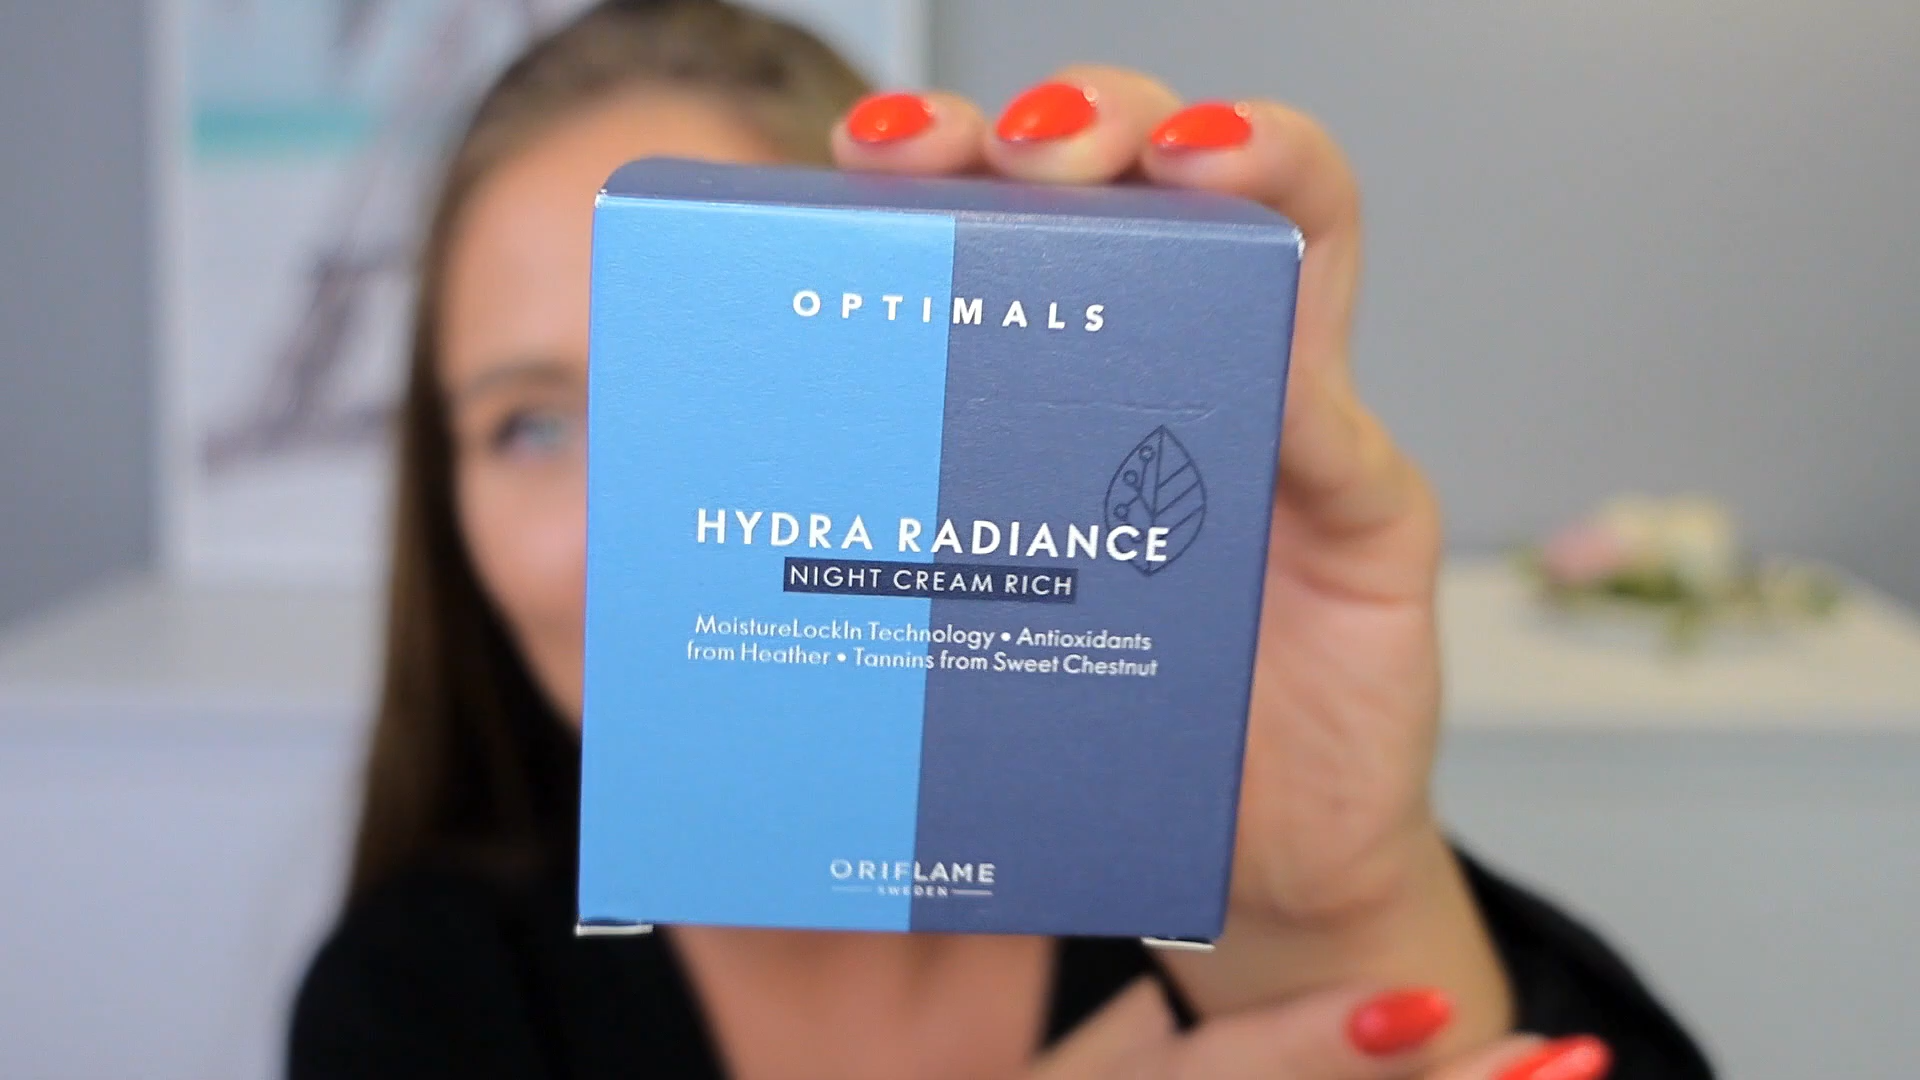 OPTIMALS
HYDRA RADIANCE
NIGHT CREAM RICH
MoistureLockIn Technology • Antioxidants
from Heather • Tannins from Sweet Chestnut
ORIFLAME
SWEDEN